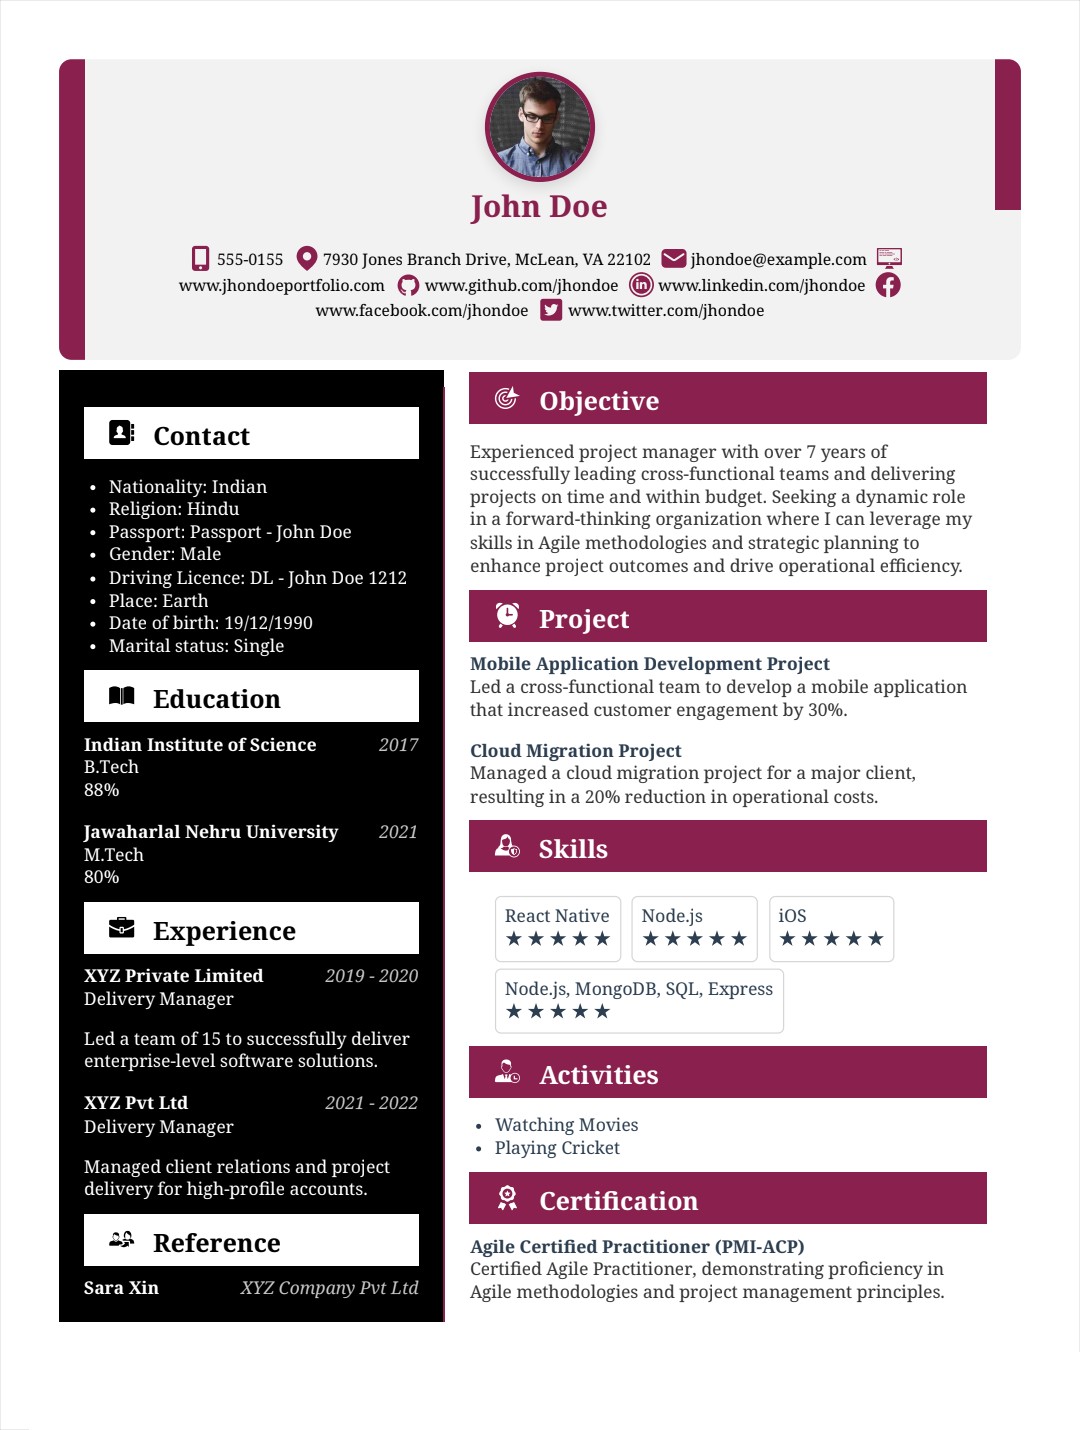 John Doe
555-0155 7930 Jones Branch Drive, McLean, VA 22102 jhondoe@example.com
www.jhondoeportfolio.com www.github.com/jhondoe www.linkedin.com/jhondoe
www.facebook.com/jhondoe www.twitter.com/jhondoe
Contact
• Nationality: Indian
• Religion: Hindu
• Passport: Passport - John Doe
• Gender: Male
• Driving Licence: DL - John Doe 1212
• Place: Earth
• Date of birth: 19/12/1990
• Marital status: Single
Education
Indian Institute of Science 2017
B.Tech
88%
Jawaharlal Nehru University 2021
M.Tech
80%
Experience
XYZ Private Limited 2019 - 2020
Delivery Manager
Led a team of 15 to successfully deliver
enterprise-level software solutions.
XYZ Pvt Ltd 2021 - 2022
Delivery Manager
Managed client relations and project
delivery for high-profile accounts.
Reference
Sara Xin XYZ Company Pvt Ltd
Objective
Experienced project manager with over 7 years of
successfully leading cross-functional teams and delivering
projects on time and within budget. Seeking a dynamic role
in a forward-thinking organization where I can leverage my
skills in Agile methodologies and strategic planning to
enhance project outcomes and drive operational efficiency.
Project
Mobile Application Development Project
Led a cross-functional team to develop a mobile application
that increased customer engagement by 30%.
Cloud Migration Project
Managed a cloud migration project for a major client,
resulting in a 20% reduction in operational costs.
Skills
React Native Node.js iOS
★★★★★ ★★★★★ ★★★★★
Node.js, MongoDB, SQL, Express
★★★★★
Activities
• Watching Movies
• Playing Cricket
Certification
Agile Certified Practitioner (PMI-ACP)
Certified Agile Practitioner, demonstrating proficiency in
Agile methodologies and project management principles.